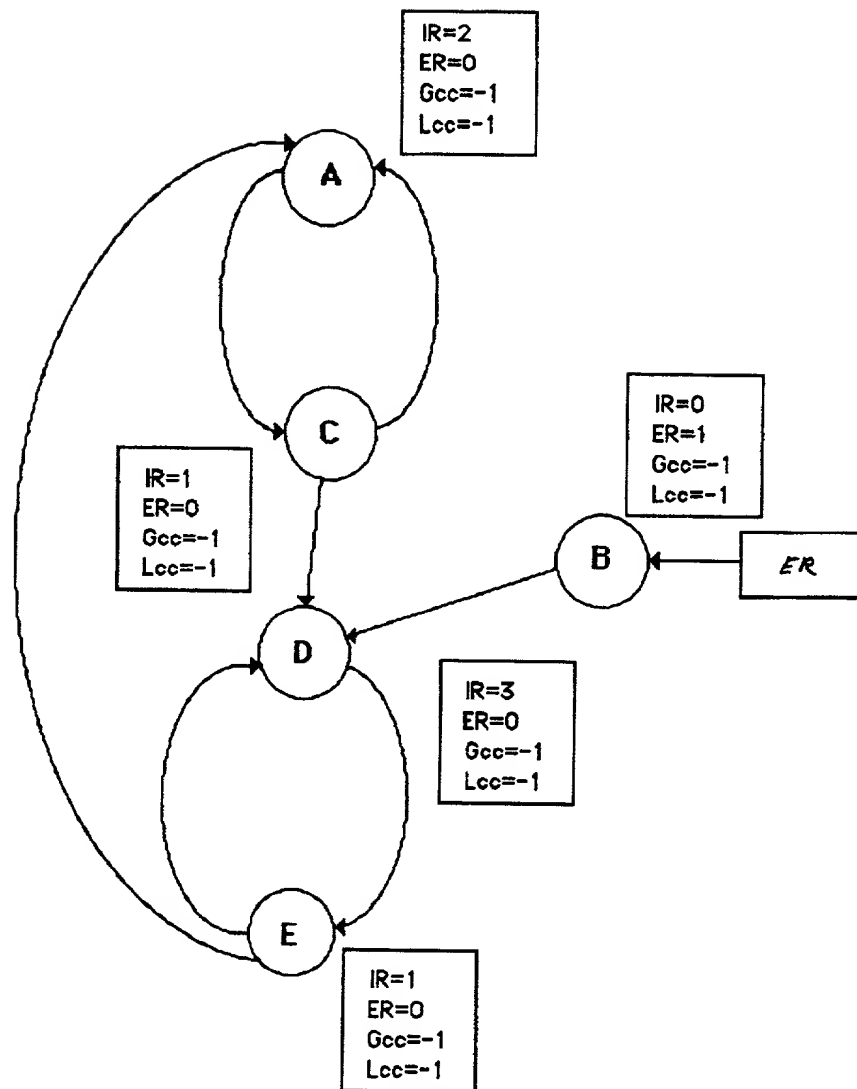 IR=2
ER=0
Gcc=-1
Lcc=-1
A
C
IR=0
ER=1
Gcc=-1
Lcc=-1
IR=1
ER=0
Gcc=-1
Lcc=-1
B
ER
D
IR=3
ER=0
Gcc=-1
Lcc=-1
E
IR=1
ER=0
Gcc=-1
Lcc=-1